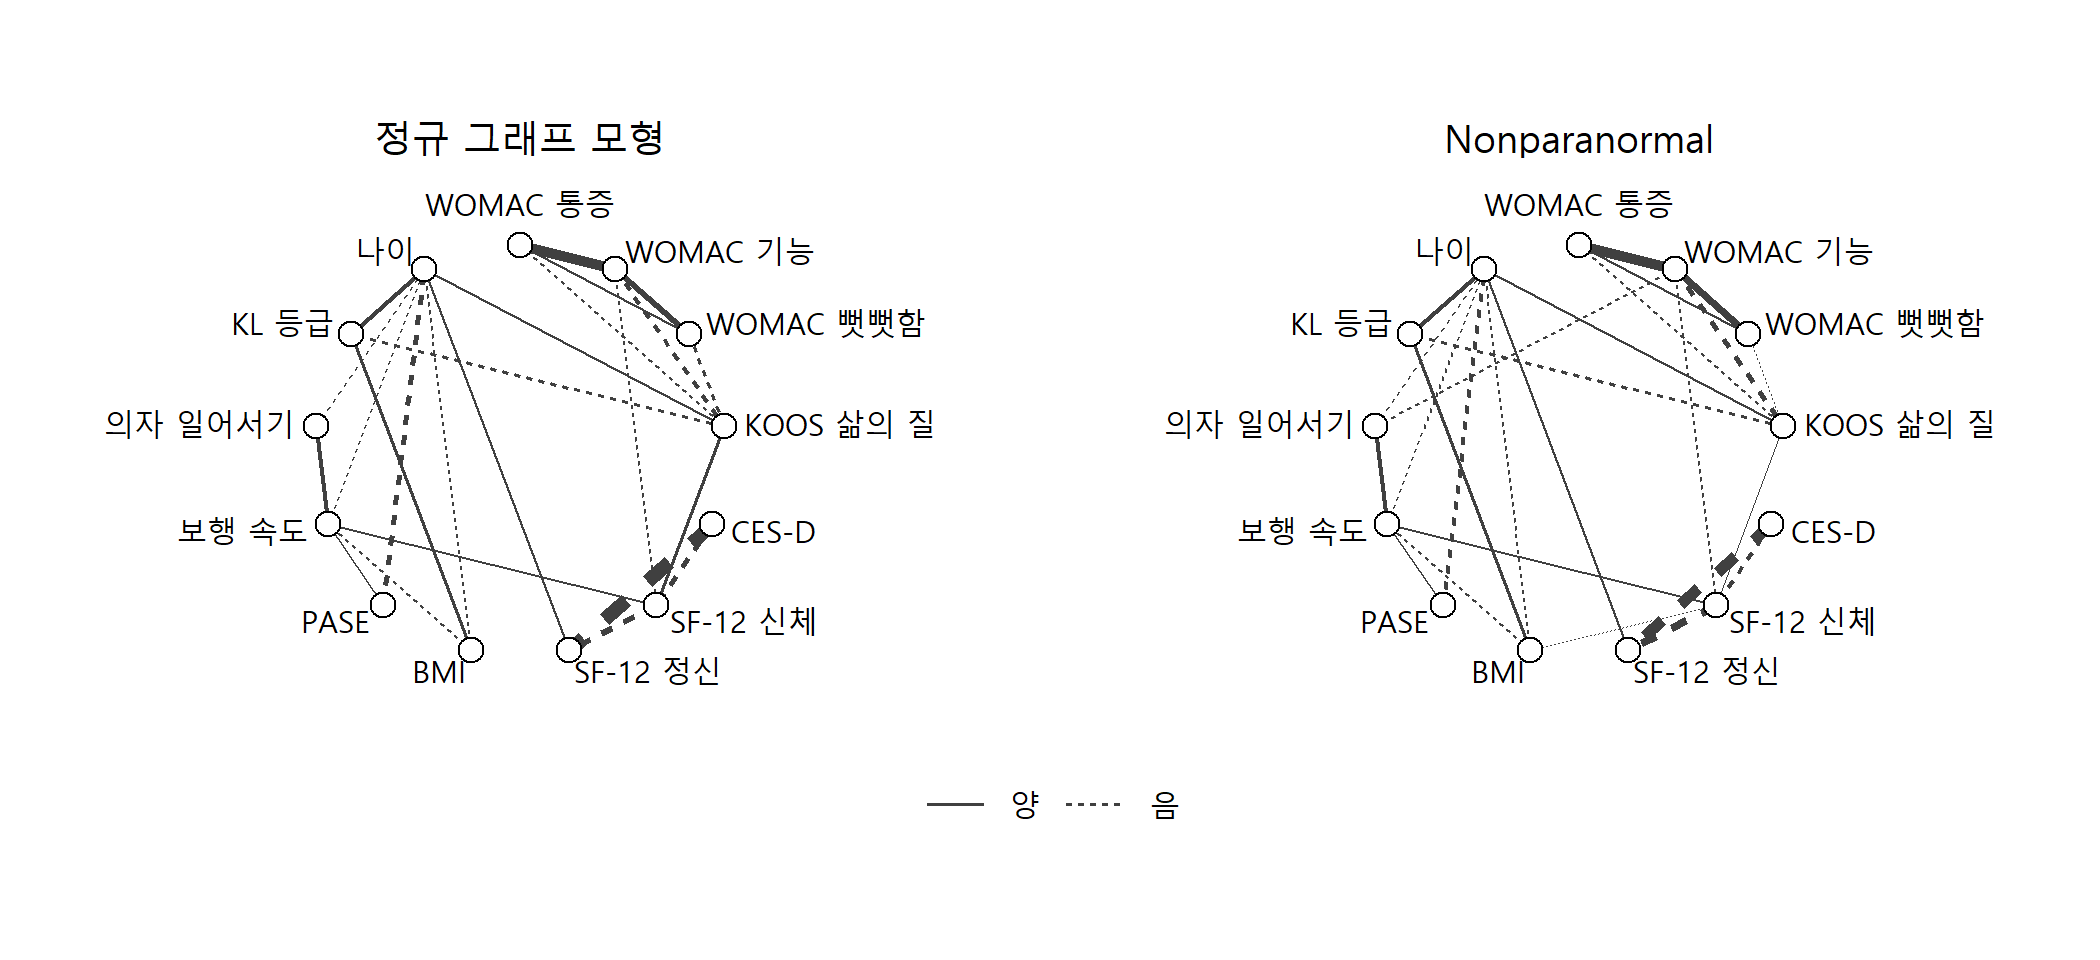 정규 그래프 모형
WOMAC 통증
나이
WOMAC 기능
KL 등급
WOMAC 뻣뻣함
의자 일어서기
KOOS 삶의 질
보행 속도
CES-D
PASE
SF-12 신체
BMI
SF-12 정신
Nonparanormal
WOMAC 통증
나이
WOMAC 기능
KL 등급
WOMAC 뻣뻣함
의자 일어서기
KOOS 삶의 질
보행 속도
CES-D
PASE
SF-12 신체
BMI
SF-12 정신
양
음